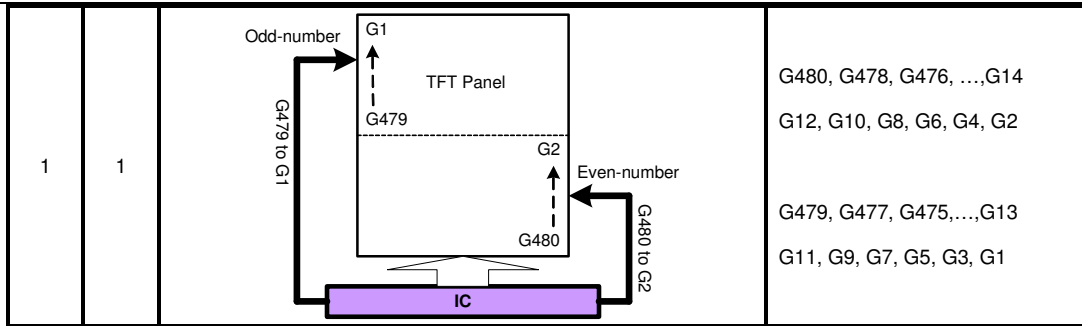 1
1
Odd-number
G1
TFT Panel
G479
G479 to G1
G2
Even-number
G480
G480 to G2
IC
G480, G478, G476, …,G14
G12, G10, G8, G6, G4, G2
G479, G477, G475,…,G13
G11, G9, G7, G5, G3, G1